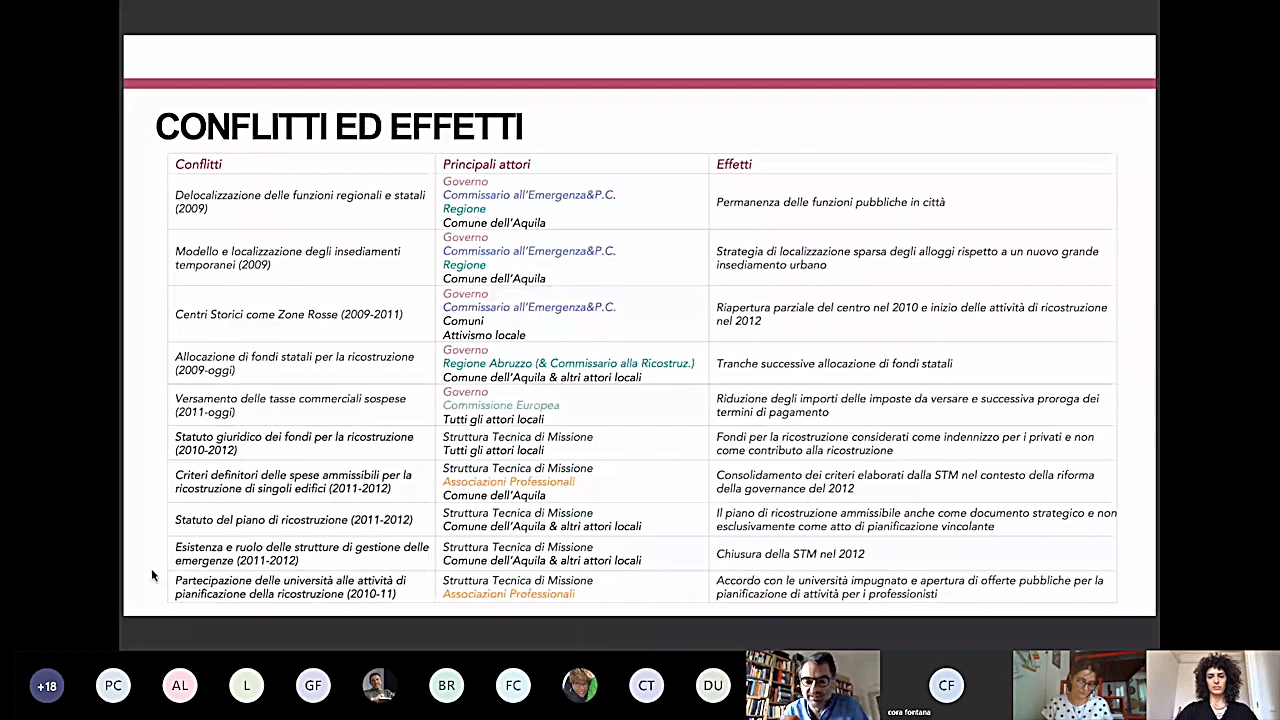 CONFLITTI ED EFFETTI
Conflitti
Principali attori
Effetti
Delocalizzazione delle funzioni regionali e statali
(2009)
Governo
Commissario all'Emergenza&P.C.
Regione
Comune dell'Aquila
Permanenza delle funzioni pubbliche in città
Modello e localizzazione degli insediamenti
temporanei (2009)
Governo
Commissario all'Emergenza&P.C.
Regione
Comune dell'Aquila
Strategia di localizzazione sparsa degli alloggi rispetto a un nuovo grande
insediamento urbano
Centri Storici come Zone Rosse (2009-2011)
Governo
Commissario all'Emergenza&P.C.
Comuni
Attivismo locale
Riapertura parziale del centro nel 2010 e inizio delle attività di ricostruzione
nel 2012
Allocazione di fondi statali per la ricostruzione
(2009-oggi)
Governo
Regione Abruzzo (& Commissario alla Ricostruz.)
Comune dell'Aquila & altri attori locali
Tranche successive allocazione di fondi statali
Versamento delle tasse commerciali sospese
(2011-oggi)
Governo
Commissione Europea
Tutti gli attori locali
Riduzione degli importi delle imposte da versare e successiva proroga dei
termini di pagamento
Statuto giuridico dei fondi per la ricostruzione
(2010-2012)
Struttura Tecnica di Missione
Tutti gli attori locali
Fondi per la ricostruzione considerati come indennizzo per i privati e non
come contributo alla ricostruzione
Criteri definitori delle spese ammissibili per la
ricostruzione di singoli edifici (2011-2012)
Struttura Tecnica di Missione
Associazioni Professionali
Comune dell'Aquila
Consolidamento dei criteri elaborati dalla STM nel contesto della riforma
della governance del 2012
Statuto del piano di ricostruzione (2011-2012)
Struttura Tecnica di Missione
Comune dell'Aquila & altri attori locali
Il piano di ricostruzione ammissibile anche come documento strategico e non
esclusivamente come atto di pianificazione vincolante
Esistenza e ruolo delle strutture di gestione delle
emergenze (2011-2012)
Struttura Tecnica di Missione
Comune dell'Aquila & altri attori locali
Chiusura della STM nel 2012
Partecipazione delle università alle attività di
pianificazione della ricostruzione (2010-11)
Struttura Tecnica di Missione
Associazioni Professionali
Accordo con le università impugnato e apertura di offerte pubbliche per la
pianificazione di attività per i professionisti
+18
PC
AL
L
GF
BR
FC
CT
DU
CF
cora fontana